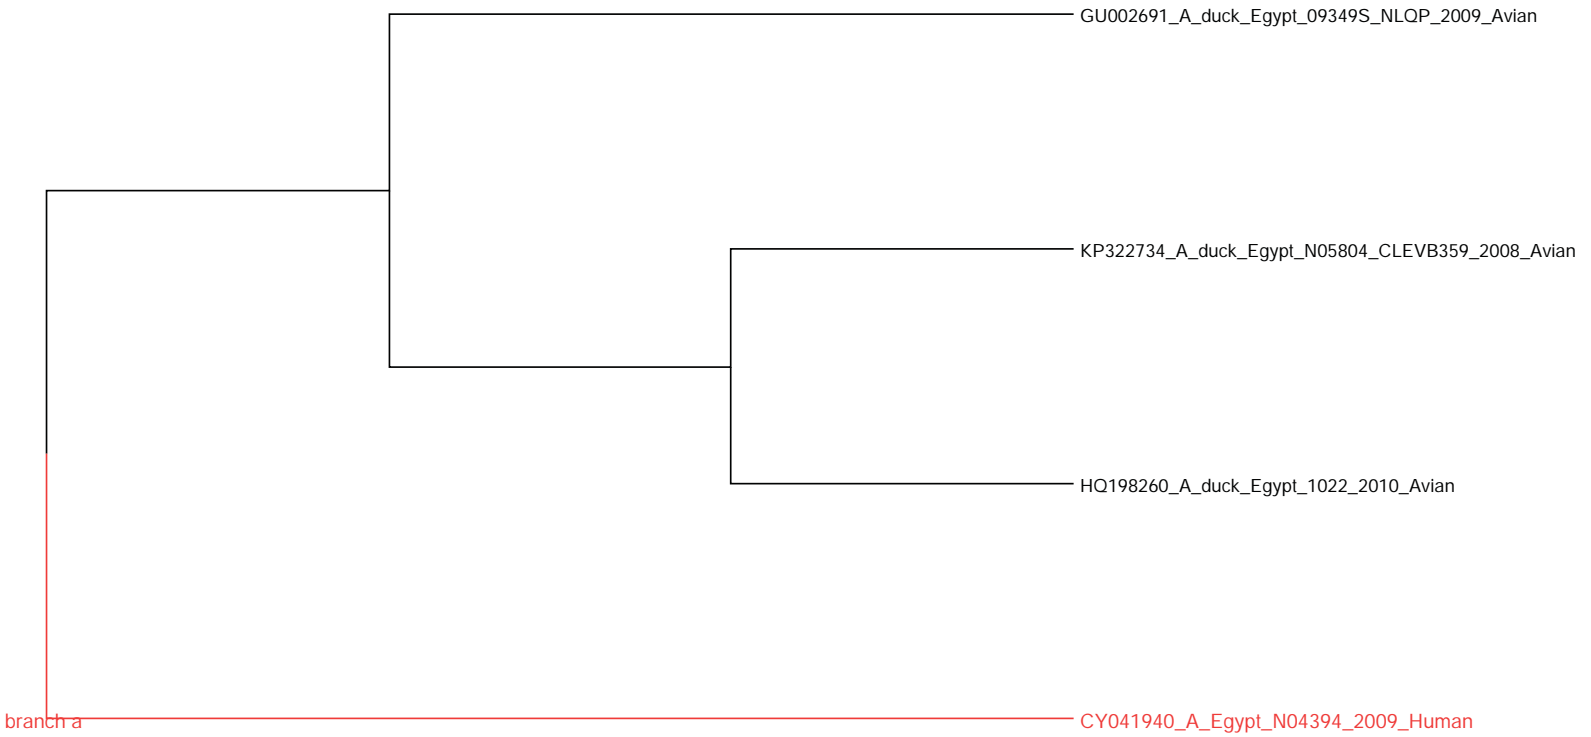 GU002691_A_duck_Egypt_09349S_NLQP_2009_Avian
KP322734_A_duck_Egypt_N05804_CLEVB359_2008_Avian
HQ198260_A_duck_Egypt_1022_2010_Avian
branch a
CY041940_A_Egypt_N04394_2009_Human